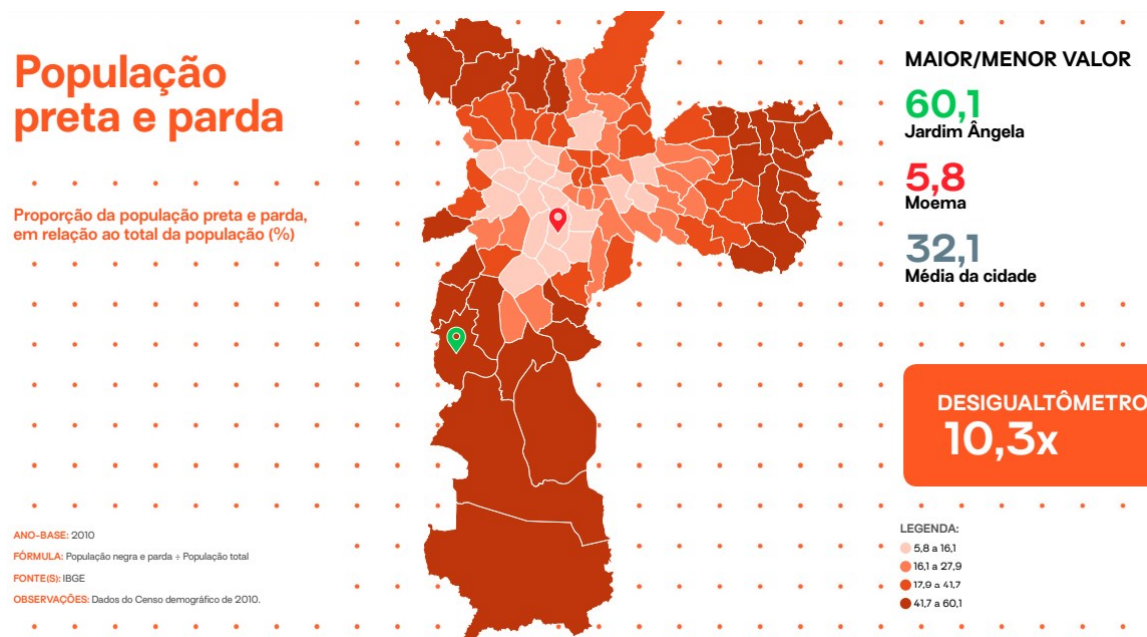 População
preta e parda
Proporção da população preta e parda,
em relação ao total da população (%)
ANO-BASE: 2010
FÓRMULA: População negra e parda ÷ População total
FONTE(S): IBGE
OBSERVAÇÕES: Dados do Censo demográfico de 2010.
MAIOR/MENOR VALOR
60,1
Jardim Ângela
5,8
Moema
32,1
Média da cidade
DESIGUALTÔMETRO
10,3x
LEGENDA:
5,8 a 16,1
16,1 a 27,9
17,9 a 41,7
41,7 a 60,1